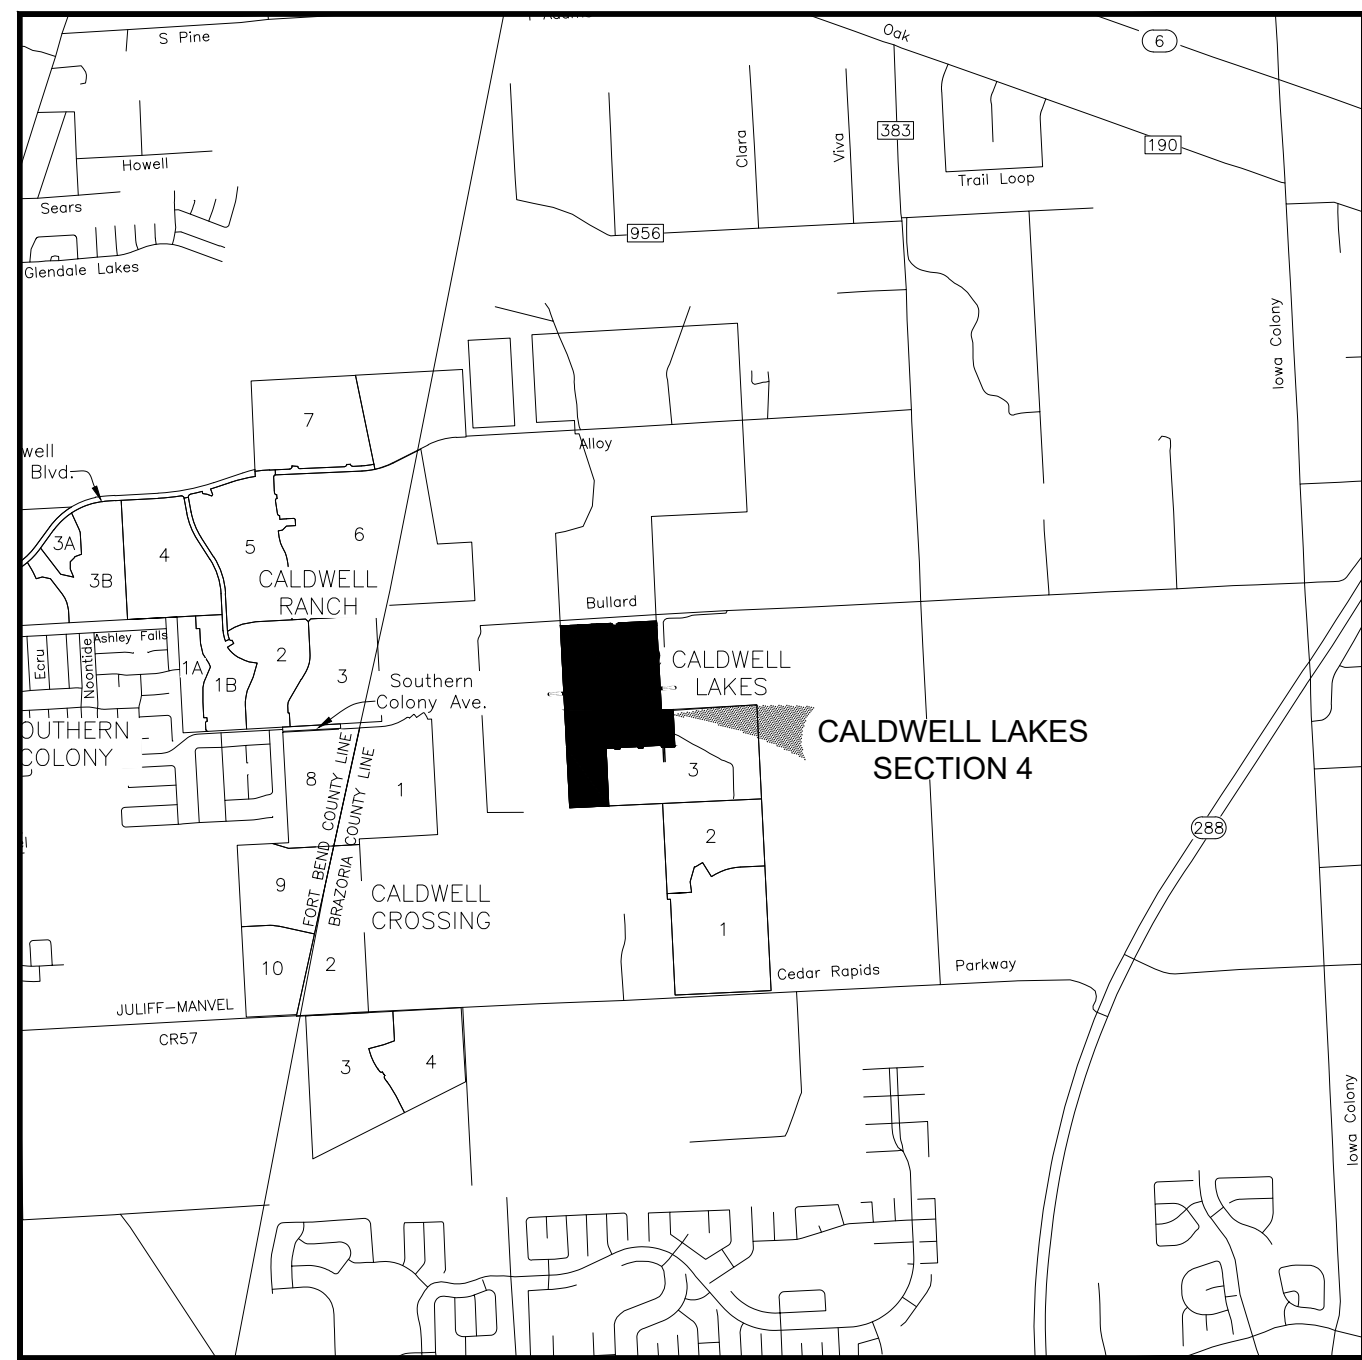 S Pine
Oak
6
383
190
Clara
Viva
Howell
Trail Loop
Sears
956
Glendale Lakes
Iowa Colony
7
well
Blvd.
Alloy
3A
4
5
6
3B
CALDWELL
RANCH
Bullard
Ashley Falls
Ecru
Noontide
1A
1B
2
3
Southern
Colony Ave.
CALDWELL
LAKES
OUTHERN
COLONY
CALDWELL LAKES
SECTION 4
8
1
3
FORT BEND COUNTY LINE
BRAZORIA COUNTY LINE
2
288
9
CALDWELL
CROSSING
1
10
2
Cedar Rapids
Parkway
JULIFF-MANVEL
CR57
3
4
Iowa Colony